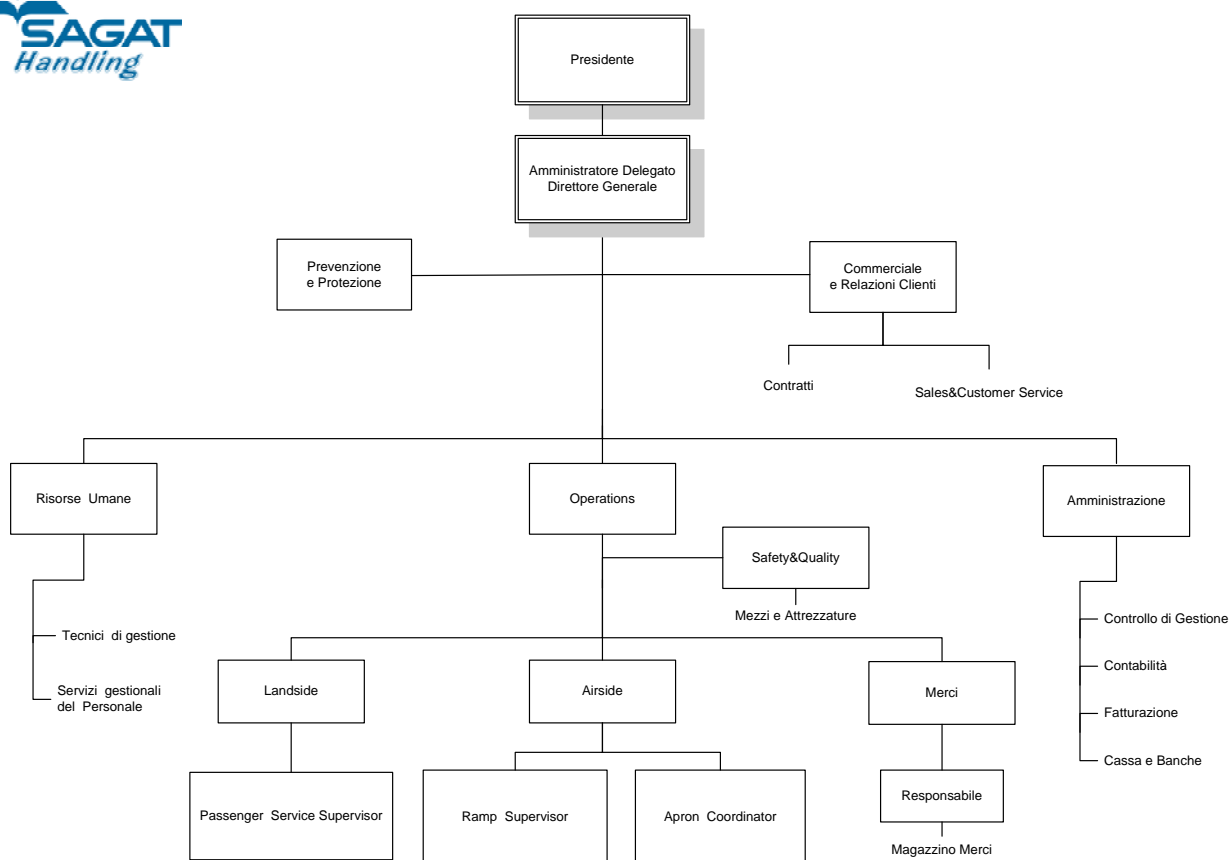 SAGAT
Handling
Presidente
Amministratore Delegato
Direttore Generale
Prevenzione
e Protezione
Commerciale
e Relazioni Clienti
Contratti
Sales&Customer Service
Risorse Umane
Operations
Amministrazione
Safety&Quality
Mezzi e Attrezzature
Tecnici di gestione
Servizi gestionali
del Personale
Controllo di Gestione
Contabilità
Fatturazione
Cassa e Banche
Landside
Airside
Merci
Passenger Service Supervisor
Ramp Supervisor
Apron Coordinator
Responsabile
Magazzino Merci